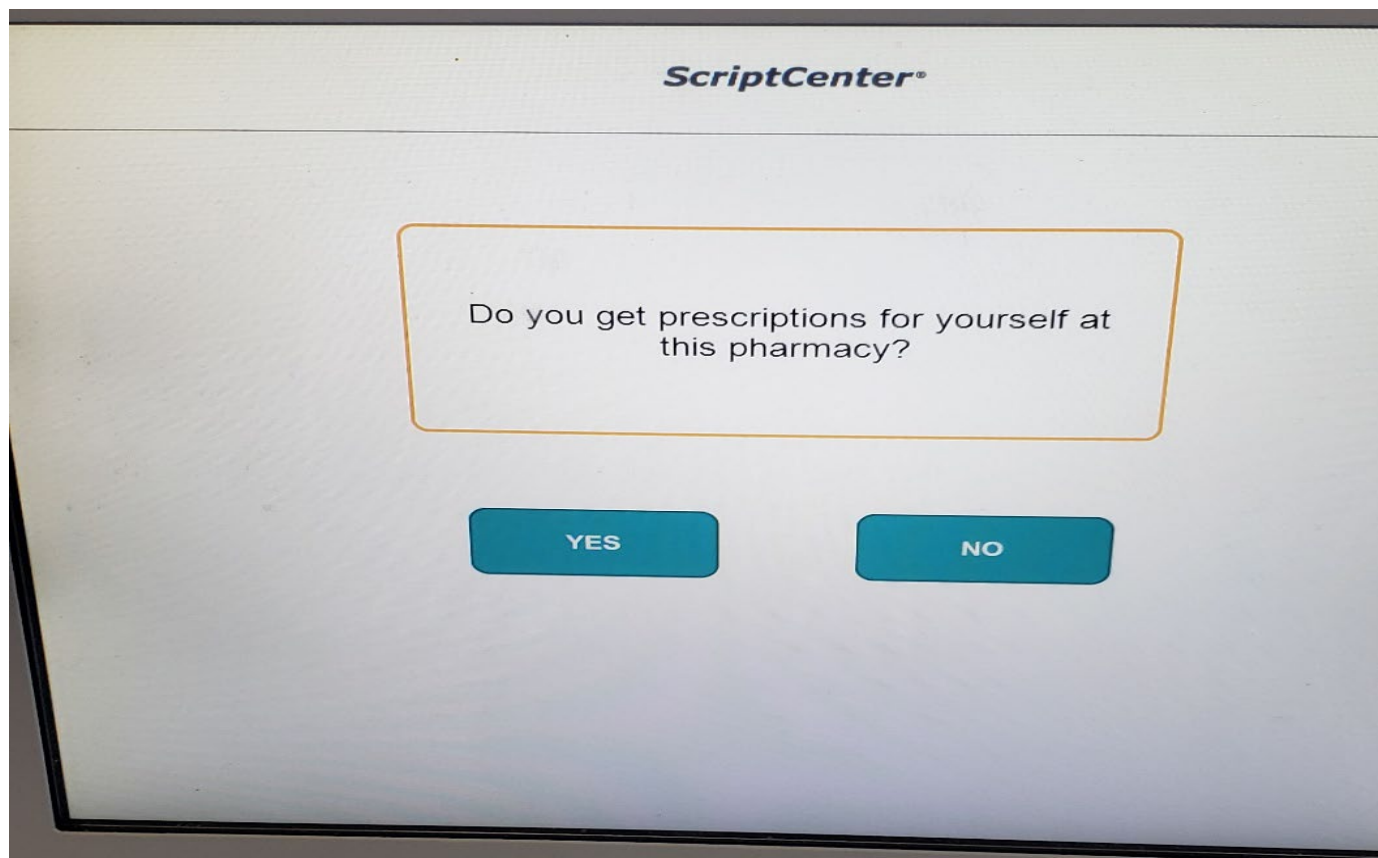 ScriptCenter®
Do you get prescriptions for yourself at
this pharmacy?
YES
NO